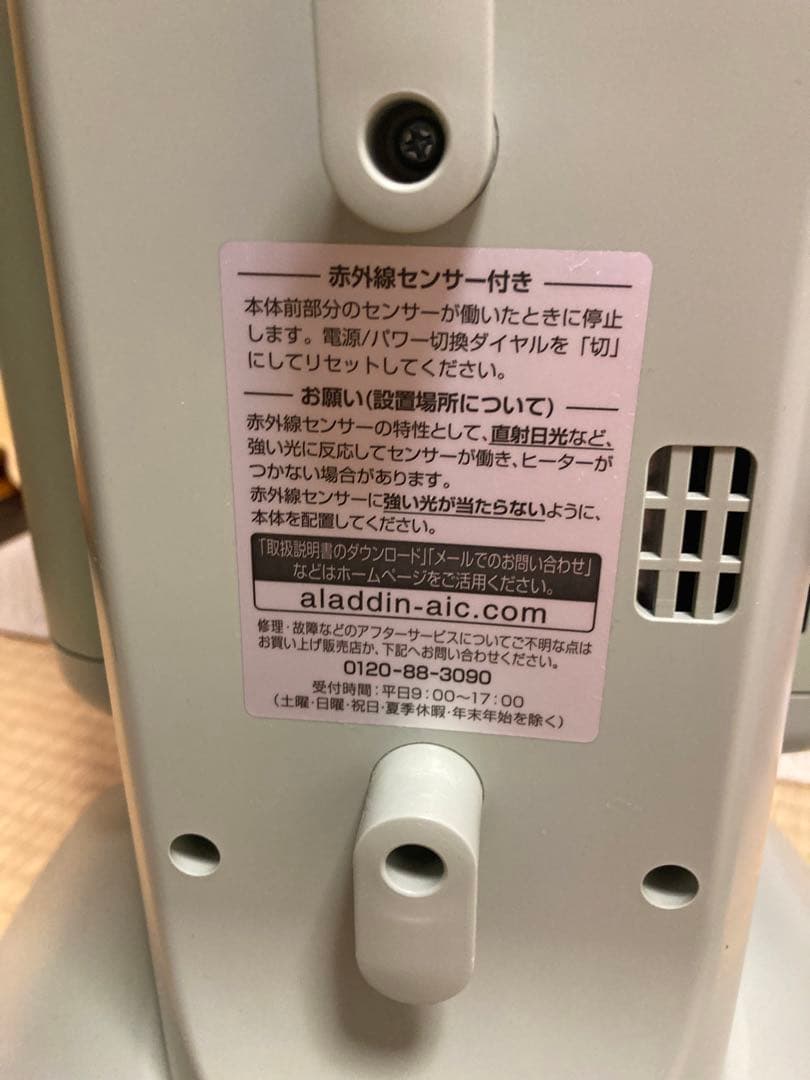 赤外線センサー付き
本体前部分のセンサーが働いたときに停止
します。電源/パワー切換ダイヤルを「切」
にしてリセットしてください。
お願い(設置場所について)
赤外線センサーの特性として、直射日光など、
強い光に反応してセンサーが働き、ヒーターが
つかない場合があります。
赤外線センサーに強い光が当たらないように、
本体を配置してください。
「取扱説明書のダウンロード」「メールでのお問い合わせ」
などはホームページをご活用ください。
aladdin-aic.com
修理・故障などのアフターサービスについてご不明な点は
お買い上げ販売店か、下記へお問い合わせください。
0120-88-3090
受付時間:平日9:00〜17:00
(土曜・日曜・祝日・夏季休暇・年末年始を除く)